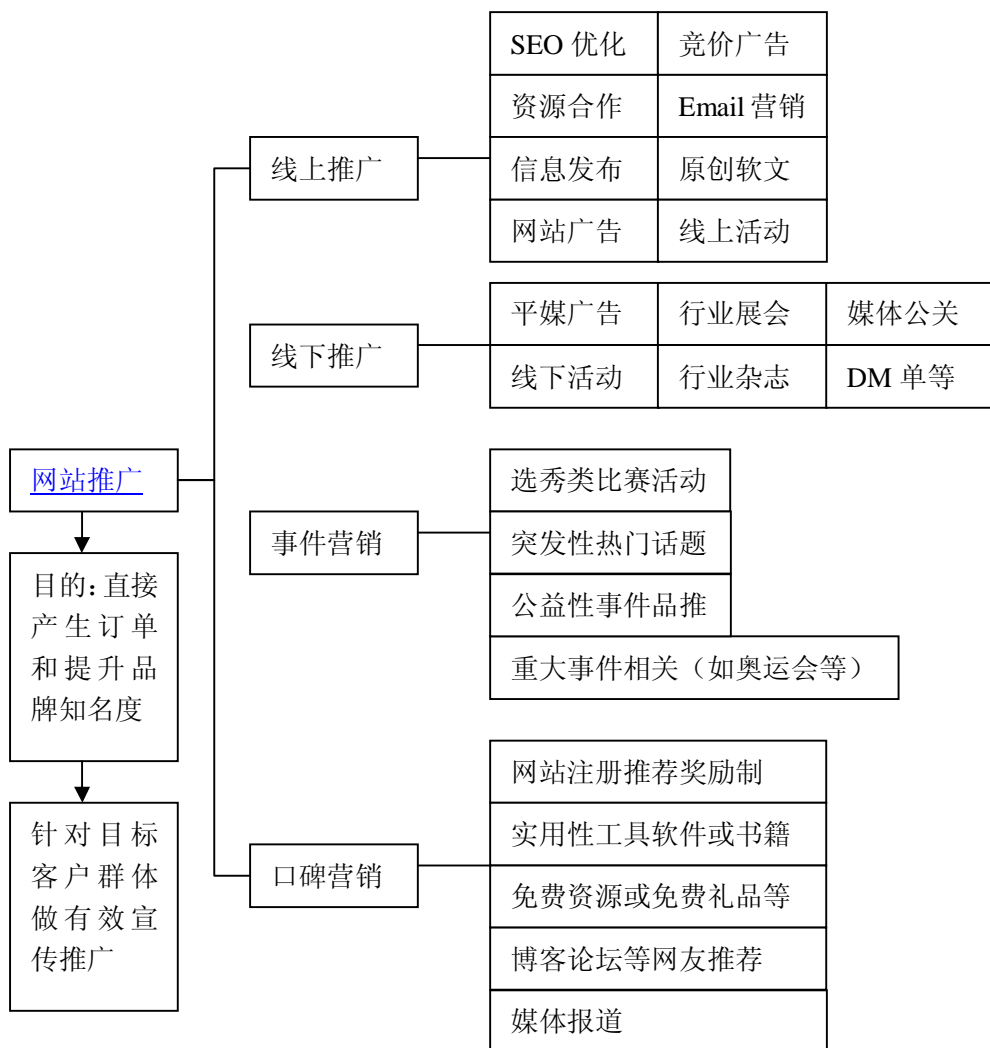 SEO 优化 竞价广告
资源合作 Email 营销
线上推广
信息发布 原创软文
网站广告 线上活动
平媒广告 行业展会 媒体公关
线下推广
线下活动 行业杂志 DM 单等
网站推广
目的：直接
产生订单
和提升品
牌知名度
针对目标
客户群体
做有效宣
传推广
事件营销
选秀类比赛活动
突发性热门话题
公益性事件品推
重大事件相关（如奥运会等）
口碑营销
网站注册推荐奖励制
实用性工具软件或书籍
免费资源或免费礼品等
博客论坛等网友推荐
媒体报道